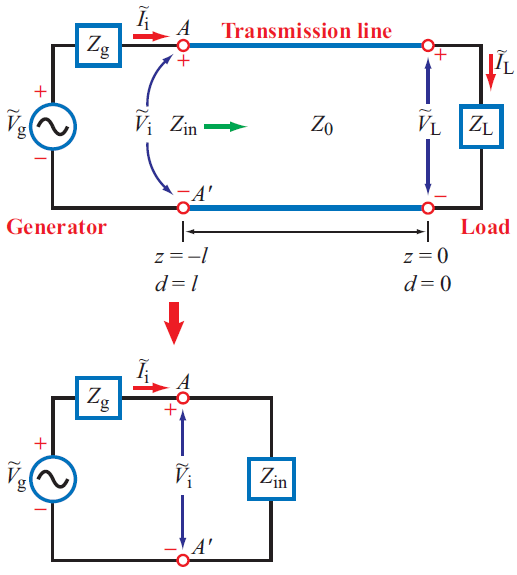 Ĩi A Transmission line
Zg + + ĨL
+
Ṽg Ṽi Zin Z0 ṼL ZL
−
− A' −
Generator Load
z = −l z = 0
d = l d = 0
Ĩi A
Zg +
+
Ṽg Ṽi Zin
−
− A'